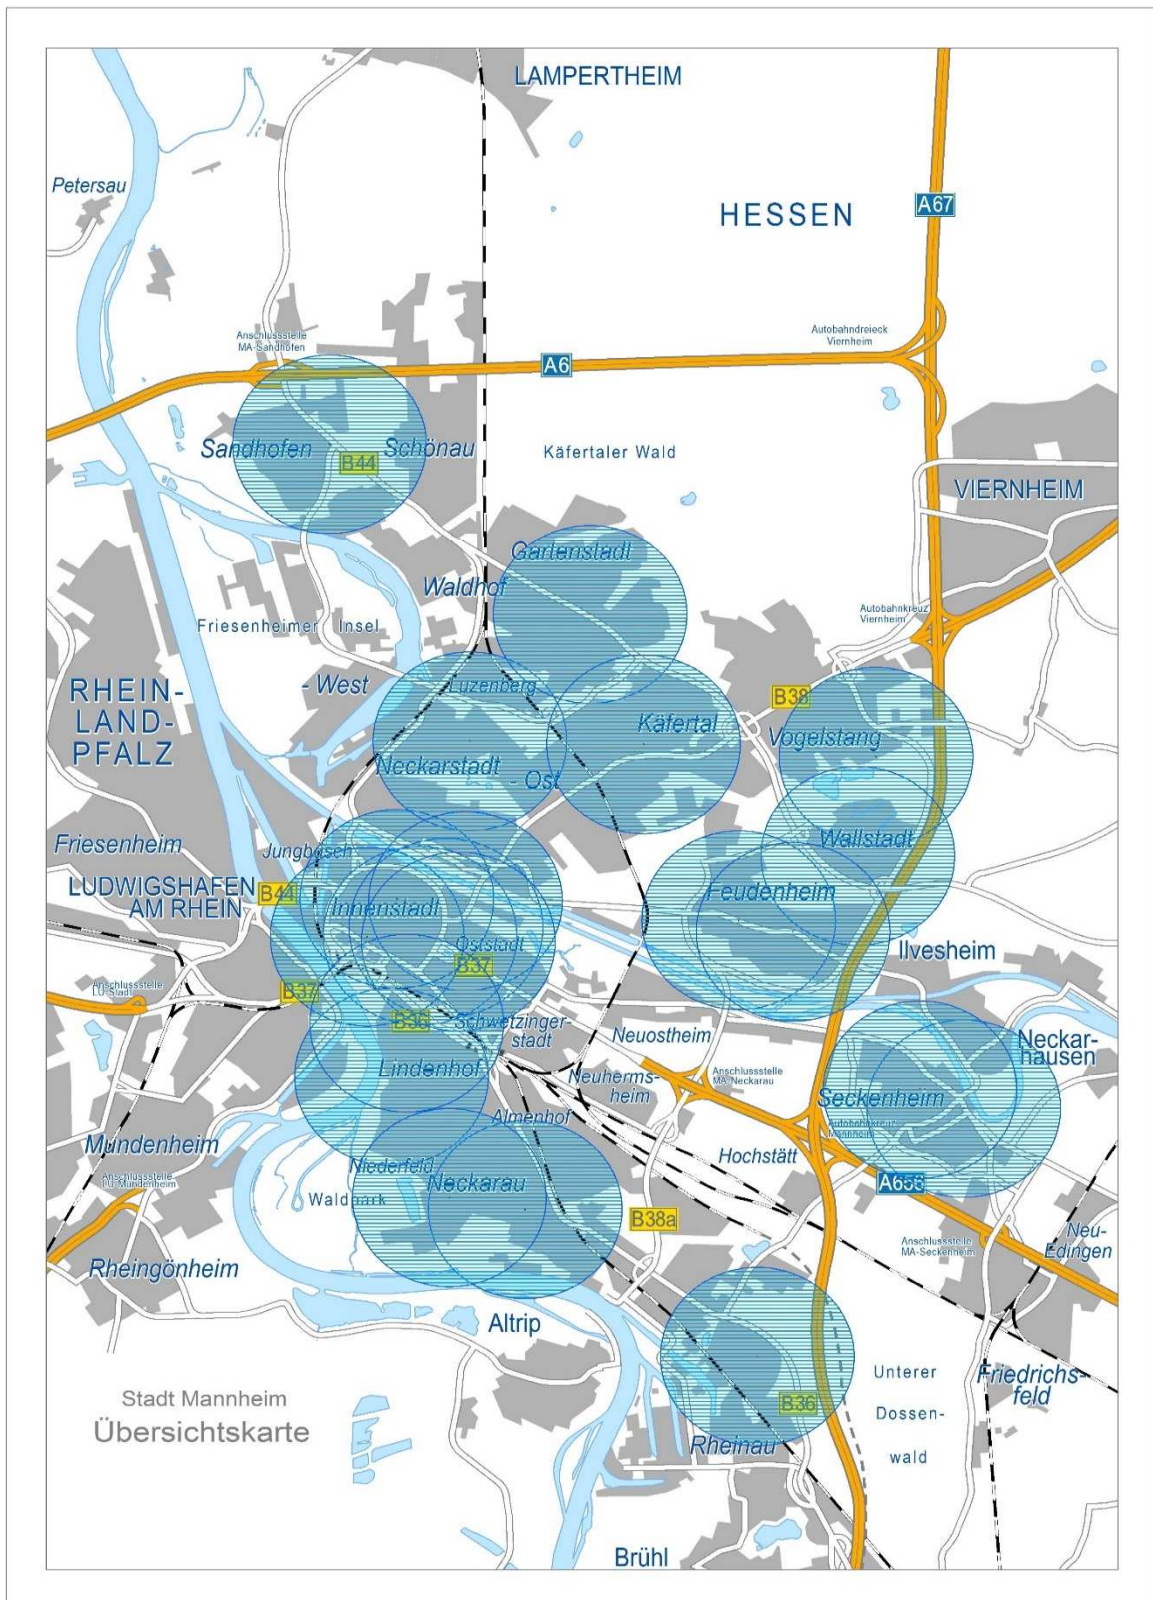 LAMPERTHEIM
Petersau
HESSEN
A67
Anschlussstelle
MA-Sandhofen
Autobahndreieck
Viernheim
A6
Sandhofen
Schönau
B44
Käfertaler Wald
VIERNHEIM
Gartenstadt
Waldhof
Autobahnkreuz
Viernheim
Friesenheimer Insel
RHEIN-
LAND-
PFALZ
- West
Luzenberg
B38
Käfertal
Vogelstang
Neckarstadt
- Ost
Friesenheim
Jungbusch
Wallstadt
LUDWIGSHAFEN
AM RHEIN
B44
Innenstadt
Feudenheim
Oststadt
B37
Ilvesheim
Anschlussstelle
LU-Stadt
B37
B36
Schwetzinger-
stadt
Neuostheim
Neckar-
hausen
Lindenhof
Neuherms-
heim
Anschlussstelle
MA-Neckarau
Seckenheim
Almenhof
Autobahnkreuz
Mannheim
Mundenheim
Hochstätt
Anschlussstelle
LU-Mundenheim
Niederfeld
Neckarau
Waldpark
A656
B38a
Anschlussstelle
MA-Seckenheim
Neu-
Edingen
Rheingönheim
Altrip
Unterer
Dossen-
wald
Friedrichs-
feld
Stadt Mannheim
Übersichtskarte
B36
Rheinau
Brühl